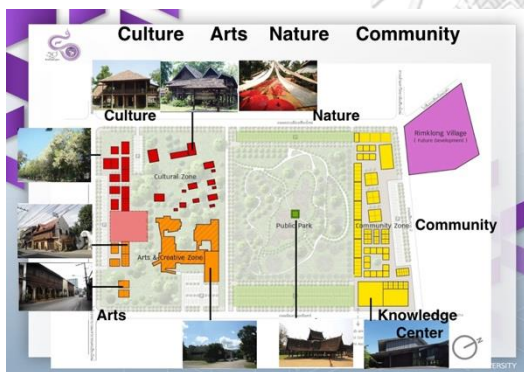 Culture Arts Nature Community
Culture
Nature
Rimklong Village
( Future Development )
Cultural Zone
Public Park
Community Zone
Community
Arts & Creative Zone
Arts
Knowledge
Center
N